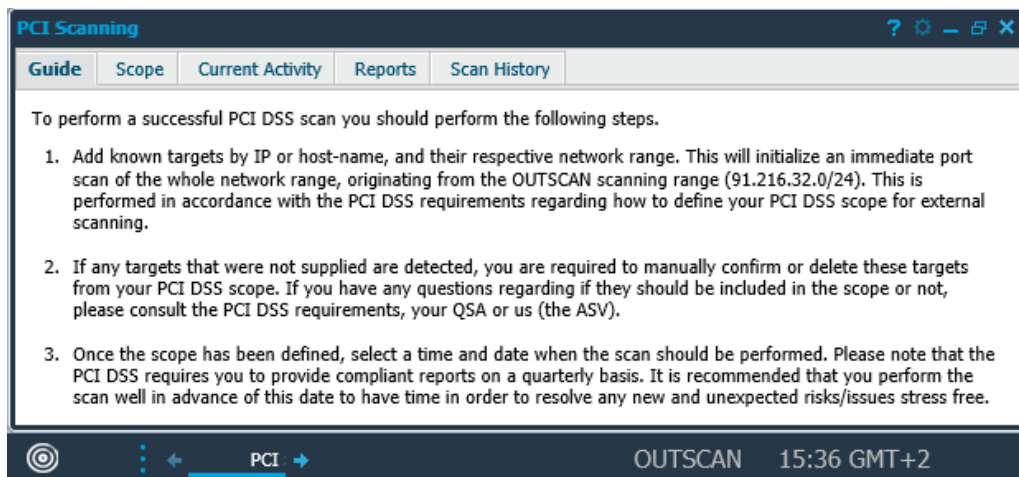 PCI Scanning
Guide Scope Current Activity Reports Scan History
To perform a successful PCI DSS scan you should perform the following steps.
1. Add known targets by IP or host-name, and their respective network range. This will initialize an immediate port
scan of the whole network range, originating from the OUTSCAN scanning range (91.216.32.0/24). This is
performed in accordance with the PCI DSS requirements regarding how to define your PCI DSS scope for external
scanning.
2. If any targets that were not supplied are detected, you are required to manually confirm or delete these targets
from your PCI DSS scope. If you have any questions regarding if they should be included in the scope or not,
please consult the PCI DSS requirements, your QSA or us (the ASV).
3. Once the scope has been defined, select a time and date when the scan should be performed. Please note that the
PCI DSS requires you to provide compliant reports on a quarterly basis. It is recommended that you perform the
scan well in advance of this date to have time in order to resolve any new and unexpected risks/issues stress free.
PCI OUTSCAN 15:36 GMT+2